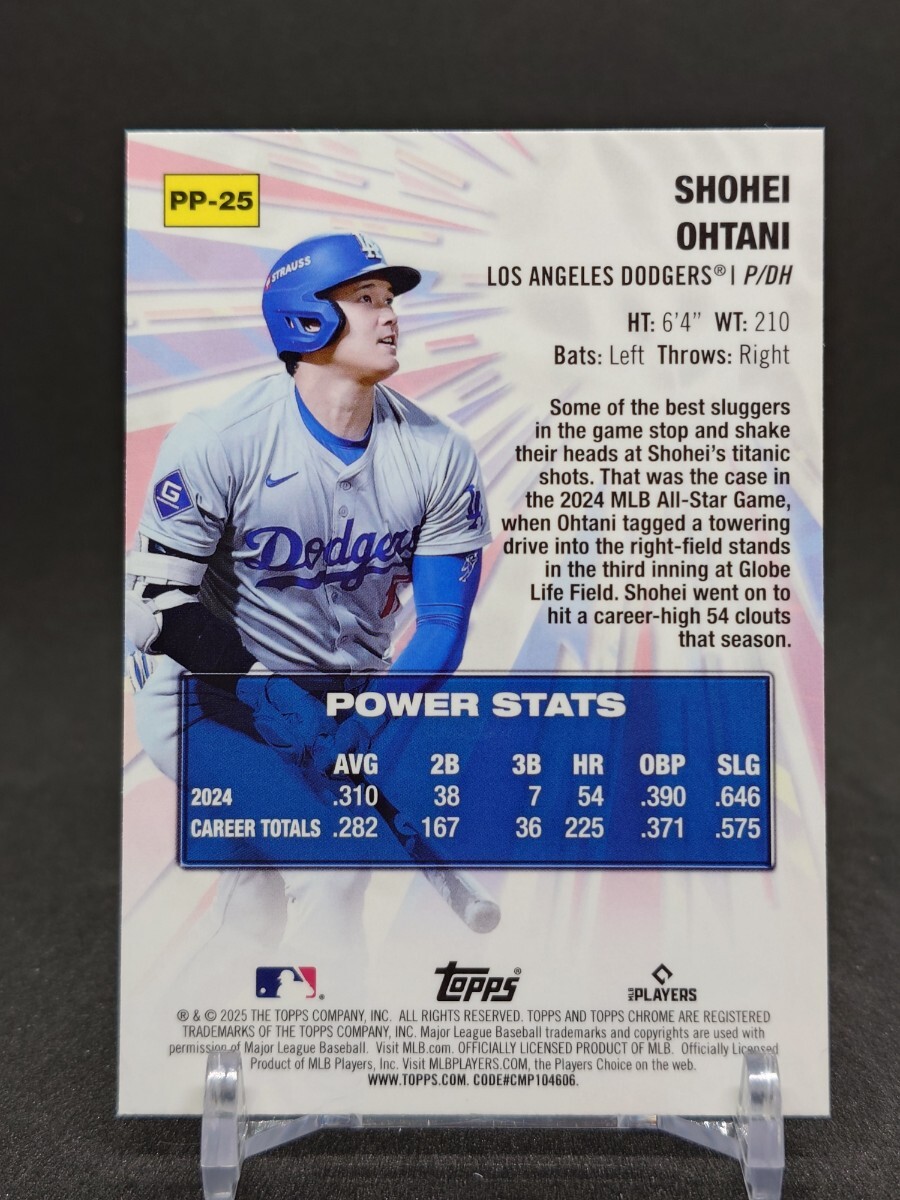 PP-25
SHOHEI
OHTANI
LOS ANGELES DODGERS® | P/DH
HT: 6'4" WT: 210
Bats: Left Throws: Right
STRAUSS
LA
G
LA
Dodgers
Some of the best sluggers
in the game stop and shake
their heads at Shohei's titanic
shots. That was the case in
the 2024 MLB All-Star Game,
when Ohtani tagged a towering
drive into the right-field stands
in the third inning at Globe
Life Field. Shohei went on to
hit a career-high 54 clouts
that season.
POWER STATS
AVG 2B 3B HR OBP SLG
2024 .310 38 7 54 .390 .646
CAREER TOTALS .282 167 36 225 .371 .575
topps®
MLB PLAYERS
® & © 2025 THE TOPPS COMPANY, INC. ALL RIGHTS RESERVED. TOPPS AND TOPPS CHROME ARE REGISTERED
TRADEMARKS OF THE TOPPS COMPANY, INC. Major League Baseball trademarks and copyrights are used with
permission of Major League Baseball. Visit MLB.com. OFFICIALLY LICENSED PRODUCT OF MLB. Officially Licensed
Product of MLB Players, Inc. Visit MLBPLAYERS.COM, the Players Choice on the web.
WWW.TOPPS.COM. CODE#CMP104606.